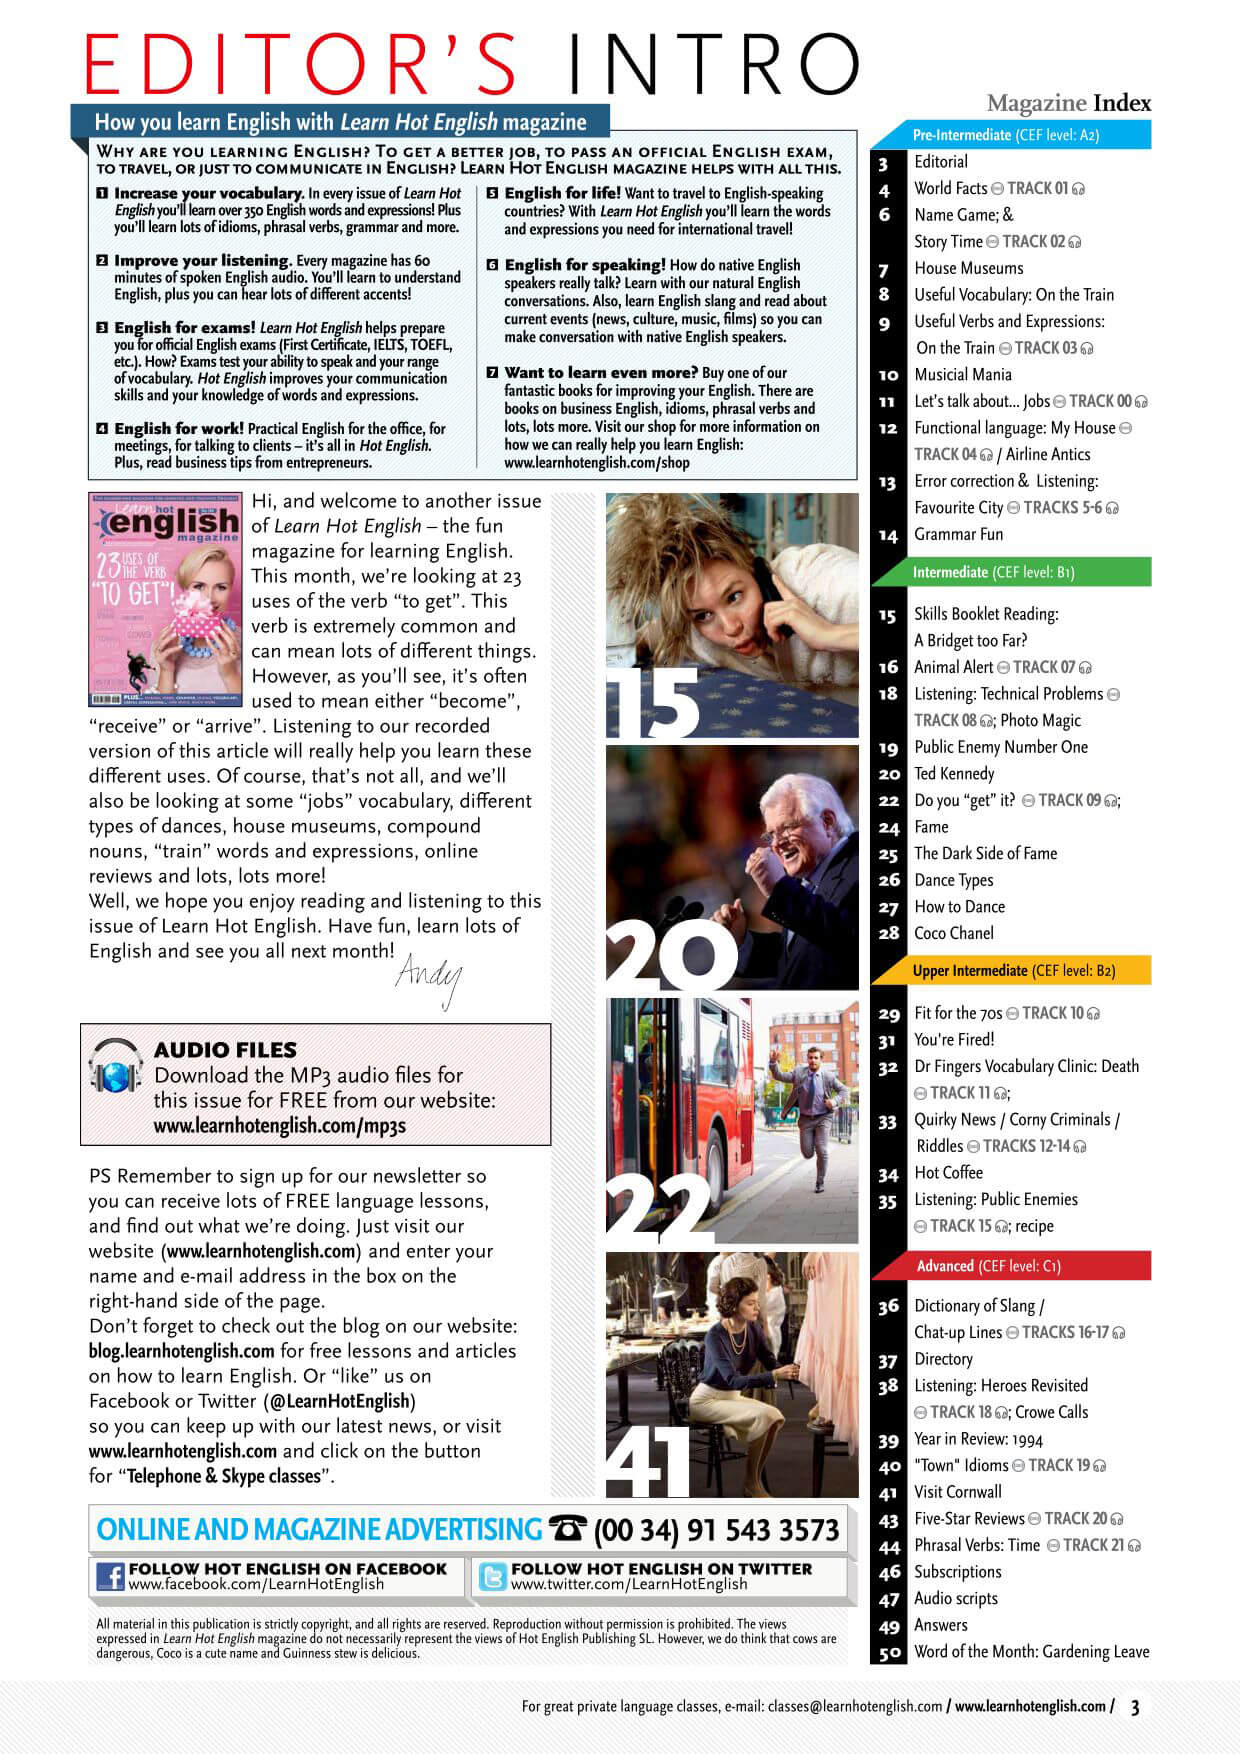 EDITOR'S INTRO
How you learn English with Learn Hot English magazine
WHY ARE YOU LEARNING ENGLISH? TO GET A BETTER JOB, TO PASS AN OFFICIAL ENGLISH EXAM,
TO TRAVEL, OR JUST TO COMMUNICATE IN ENGLISH? LEARN HOT ENGLISH MAGAZINE HELPS WITH ALL THIS.
1 Increase your vocabulary. In every issue of Learn Hot
English you'll learn over 350 English words and expressions! Plus
you'll learn lots of idioms, phrasal verbs, grammar and more.
2 Improve your listening. Every magazine has 60
minutes of spoken English audio. You'll learn to understand
English, plus you can hear lots of different accents!
3 English for exams! Learn Hot English helps prepare
you for official English exams (First Certificate, IELTS, TOEFL,
etc.). How? Exams test your ability to speak and your range
of vocabulary. Hot English improves your communication
skills and your knowledge of words and expressions.
4 English for work! Practical English for the office, for
meetings, for talking to clients – it's all in Hot English.
Plus, read business tips from entrepreneurs.
5 English for life! Want to travel to English-speaking
countries? With Learn Hot English you'll learn the words
and expressions you need for international travel!
6 English for speaking! How do native English
speakers really talk? Learn with our natural English
conversations. Also, learn English slang and read about
current events (news, culture, music, films) so you can
make conversation with native English speakers.
7 Want to learn even more? Buy one of our
fantastic books for improving your English. There are
books on business English, idioms, phrasal verbs and
lots, lots more. Visit our shop for more information on
how we can really help you learn English:
www.learnhotenglish.com/shop
Learn hot
english
magazine
23 USES OF
THE VERB
"TO GET"!
Hi, and welcome to another issue
of Learn Hot English – the fun
magazine for learning English.
This month, we're looking at 23
uses of the verb "to get". This
verb is extremely common and
can mean lots of different things.
However, as you'll see, it's often
used to mean either "become",
"receive" or "arrive". Listening to our recorded
version of this article will really help you learn these
different uses. Of course, that's not all, and we'll
also be looking at some "jobs" vocabulary, different
types of dances, house museums, compound
nouns, "train" words and expressions, online
reviews and lots, lots more!
Well, we hope you enjoy reading and listening to this
issue of Learn Hot English. Have fun, learn lots of
English and see you all next month!
Andy
AUDIO FILES
Download the MP3 audio files for
this issue for FREE from our website:
www.learnhotenglish.com/mp3s
PS Remember to sign up for our newsletter so
you can receive lots of FREE language lessons,
and find out what we're doing. Just visit our
website (www.learnhotenglish.com) and enter your
name and e-mail address in the box on the
right-hand side of the page.
Don't forget to check out the blog on our website:
blog.learnhotenglish.com for free lessons and articles
on how to learn English. Or "like" us on
Facebook or Twitter (@LearnHotEnglish)
so you can keep up with our latest news, or visit
www.learnhotenglish.com and click on the button
for "Telephone & Skype classes".
15
20
22
41
ONLINE AND MAGAZINE ADVERTISING (00 34) 91 543 3573
FOLLOW HOT ENGLISH ON FACEBOOK
www.facebook.com/LearnHotEnglish
FOLLOW HOT ENGLISH ON TWITTER
www.twitter.com/LearnHotEnglish
All material in this publication is strictly copyright, and all rights are reserved. Reproduction without permission is prohibited. The views
expressed in Learn Hot English magazine do not necessarily represent the views of Hot English Publishing SL. However, we do think that cows are
dangerous, Coco is a cute name and Guinness stew is delicious.
Magazine Index
Pre-Intermediate (CEF level: A2)
3 Editorial
4 World Facts TRACK 01
6 Name Game; &
Story Time TRACK 02
7 House Museums
8 Useful Vocabulary: On the Train
9 Useful Verbs and Expressions:
On the Train TRACK 03
10 Musicial Mania
11 Let's talk about... Jobs TRACK 00
12 Functional language: My House
TRACK 04 / Airline Antics
13 Error correction & Listening:
Favourite City TRACKS 5-6
14 Grammar Fun
Intermediate (CEF level: B1)
15 Skills Booklet Reading:
A Bridget too Far?
16 Animal Alert TRACK 07
18 Listening: Technical Problems
TRACK 08; Photo Magic
19 Public Enemy Number One
20 Ted Kennedy
22 Do you "get" it? TRACK 09;
24 Fame
25 The Dark Side of Fame
26 Dance Types
27 How to Dance
28 Coco Chanel
Upper Intermediate (CEF level: B2)
29 Fit for the 70s TRACK 10
31 You're Fired!
32 Dr Fingers Vocabulary Clinic: Death
TRACK 11;
33 Quirky News / Corny Criminals /
Riddles TRACKS 12-14
34 Hot Coffee
35 Listening: Public Enemies
TRACK 15; recipe
Advanced (CEF level: C1)
36 Dictionary of Slang /
Chat-up Lines TRACKS 16-17
37 Directory
38 Listening: Heroes Revisited
TRACK 18; Crowe Calls
39 Year in Review: 1994
40 "Town" Idioms TRACK 19
41 Visit Cornwall
43 Five-Star Reviews TRACK 20
44 Phrasal Verbs: Time TRACK 21
46 Subscriptions
47 Audio scripts
49 Answers
50 Word of the Month: Gardening Leave
For great private language classes, e-mail: classes@learnhotenglish.com / www.learnhotenglish.com / 3